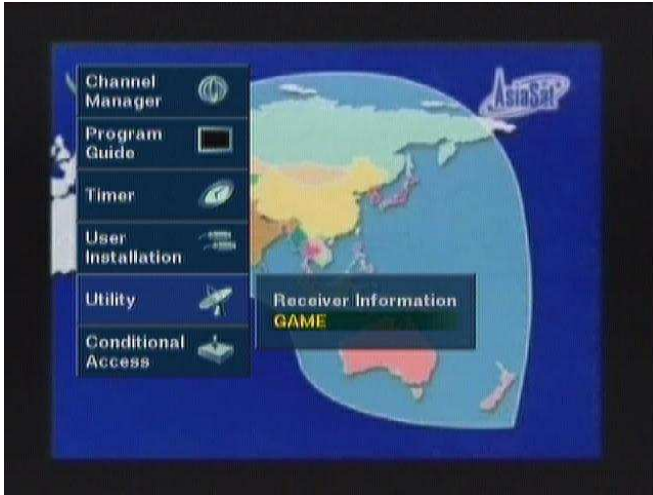 Channel
Manager
Program
Guide
Timer
User
Installation
Utility
Conditional
Access
Receiver Information
GAME
AsiaSat